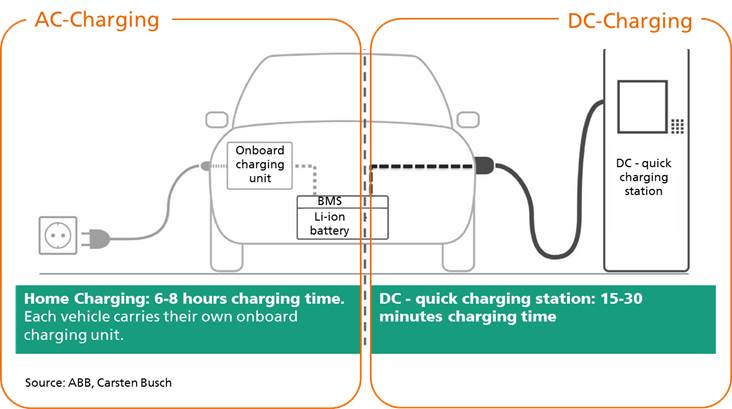 AC-Charging
DC-Charging
Onboard
charging
unit
BMS
Li-ion
battery
DC - quick
charging
station
Home Charging: 6-8 hours charging time.
Each vehicle carries their own onboard
charging unit.
DC - quick charging station: 15-30
minutes charging time
Source: ABB, Carsten Busch